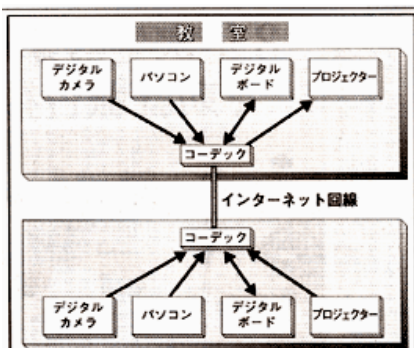 教 室
デジタル
カメラ
パソコン
デジタル
ボード
プロジェクター
コーデック
インターネット回線
コーデック
デジタル
カメラ
パソコン
デジタル
ボード
プロジェクター